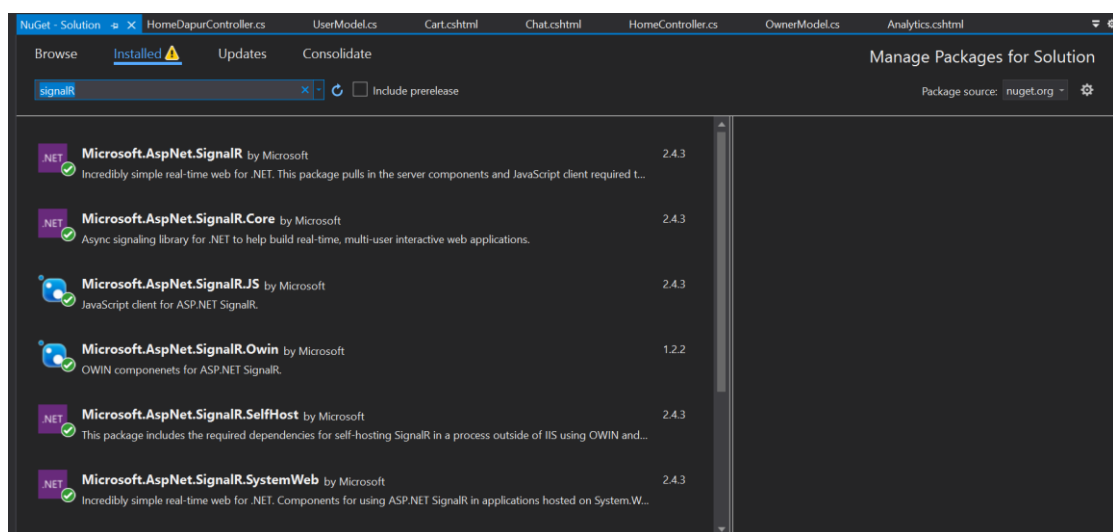 NuGet - Solution HomeDapurController.cs UserModel.cs Cart.cshtml Chat.cshtml HomeController.cs OwnerModel.cs Analytics.cshtml
Browse Installed Updates Consolidate Manage Packages for Solution
signalR Include prerelease Package source: nuget.org
.NET Microsoft.AspNet.SignalR by Microsoft 2.4.3
Incredibly simple real-time web for .NET. This package pulls in the server components and JavaScript client required t...
.NET Microsoft.AspNet.SignalR.Core by Microsoft 2.4.3
Async signaling library for .NET to help build real-time, multi-user interactive web applications.
Microsoft.AspNet.SignalR.JS by Microsoft 2.4.3
JavaScript client for ASP.NET SignalR.
Microsoft.AspNet.SignalR.Owin by Microsoft 1.2.2
OWIN componenets for ASP.NET SignalR.
.NET Microsoft.AspNet.SignalR.SelfHost by Microsoft 2.4.3
This package includes the required dependencies for self-hosting SignalR in a process outside of IIS using OWIN and...
.NET Microsoft.AspNet.SignalR.SystemWeb by Microsoft 2.4.3
Incredibly simple real-time web for .NET. Components for using ASP.NET SignalR in applications hosted on System.W...